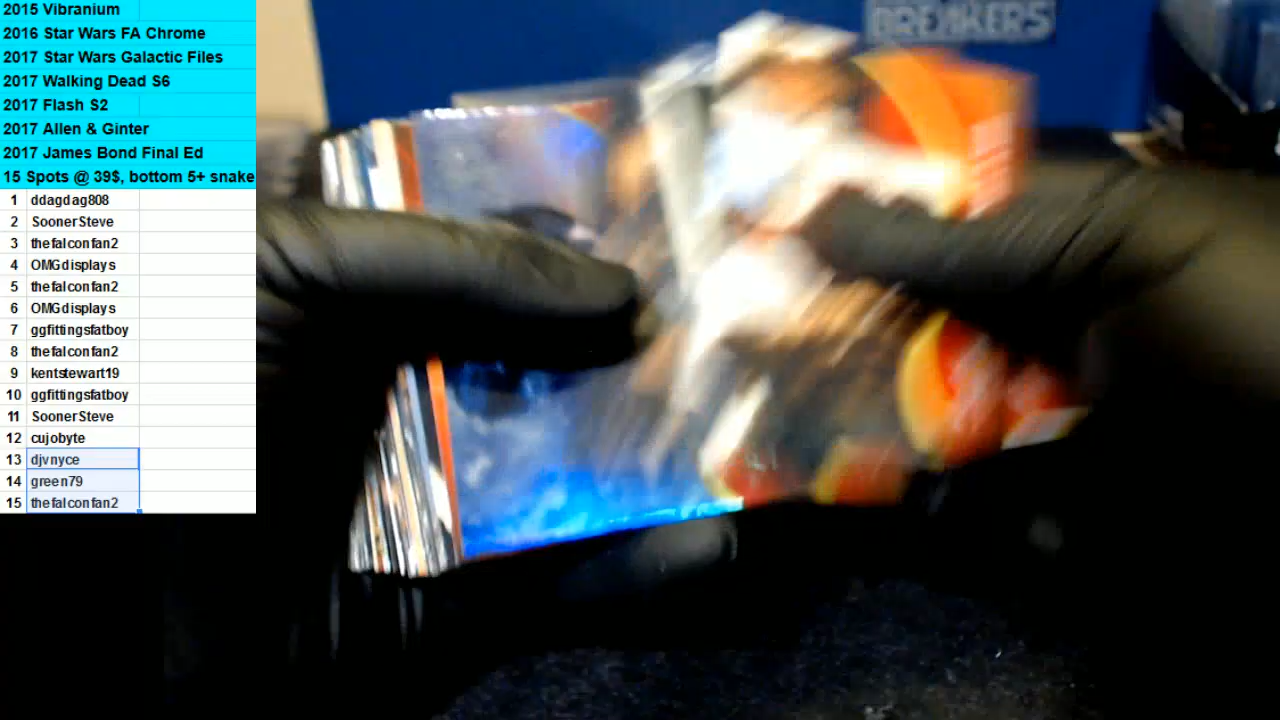 2015 Vibranium
2016 Star Wars FA Chrome
2017 Star Wars Galactic Files
2017 Walking Dead S6
2017 Flash S2
2017 Allen & Ginter
2017 James Bond Final Ed
15 Spots @ 39$, bottom 5+ snake
1 ddagdag808
2 SoonerSteve
3 thefalconfan2
4 OMGdisplays
5 thefalconfan2
6 OMGdisplays
7 ggfittingsfatboy
8 thefalconfan2
9 kentstewart19
10 ggfittingsfatboy
11 SoonerSteve
12 cujobyte
13 djvnyce
14 green79
15 thefalconfan2
BREAKERS